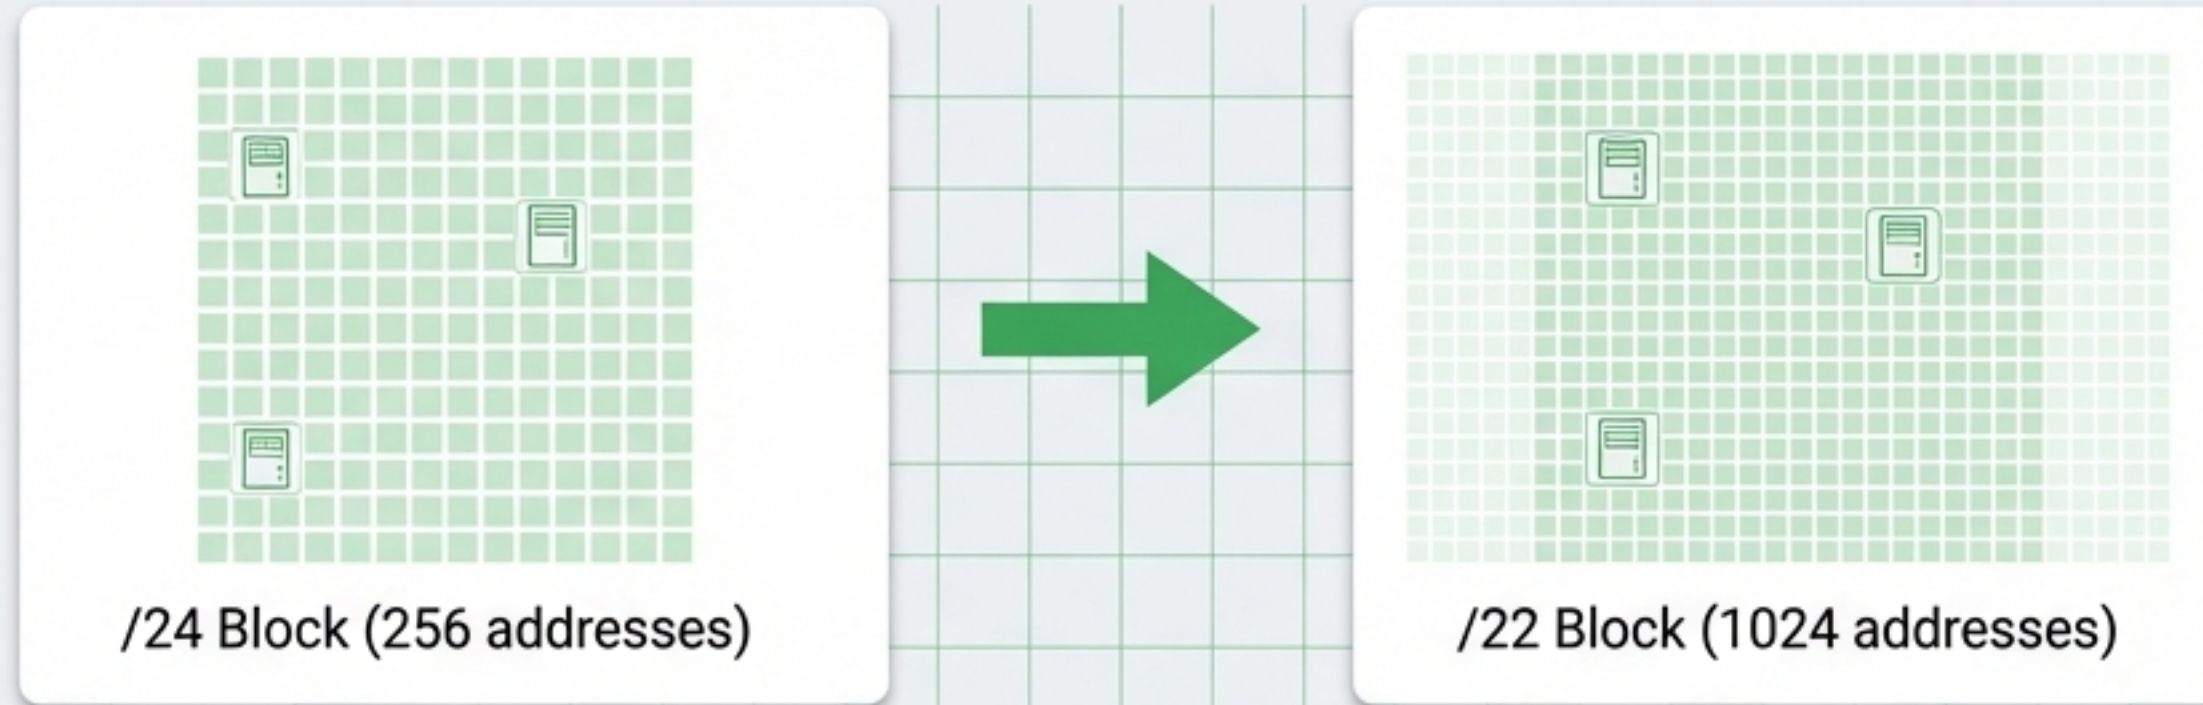 /24 Block (256 addresses)
/22 Block (1024 addresses)